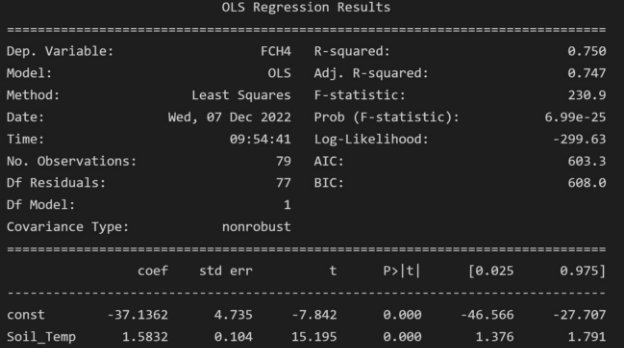 OLS Regression Results
==============================================================================
Dep. Variable: FCH4 R-squared: 0.750
Model: OLS Adj. R-squared: 0.747
Method: Least Squares F-statistic: 230.9
Date: Wed, 07 Dec 2022 Prob (F-statistic): 6.99e-25
Time: 09:54:41 Log-Likelihood: -299.63
No. Observations: 79 AIC: 603.3
Df Residuals: 77 BIC: 608.0
Df Model: 1
Covariance Type: nonrobust
==============================================================================
coef std err t P>|t| [0.025 0.975]
------------------------------------------------------------------------------
const -37.1362 4.735 -7.842 0.000 -46.566 -27.707
Soil_Temp 1.5832 0.104 15.195 0.000 1.376 1.791